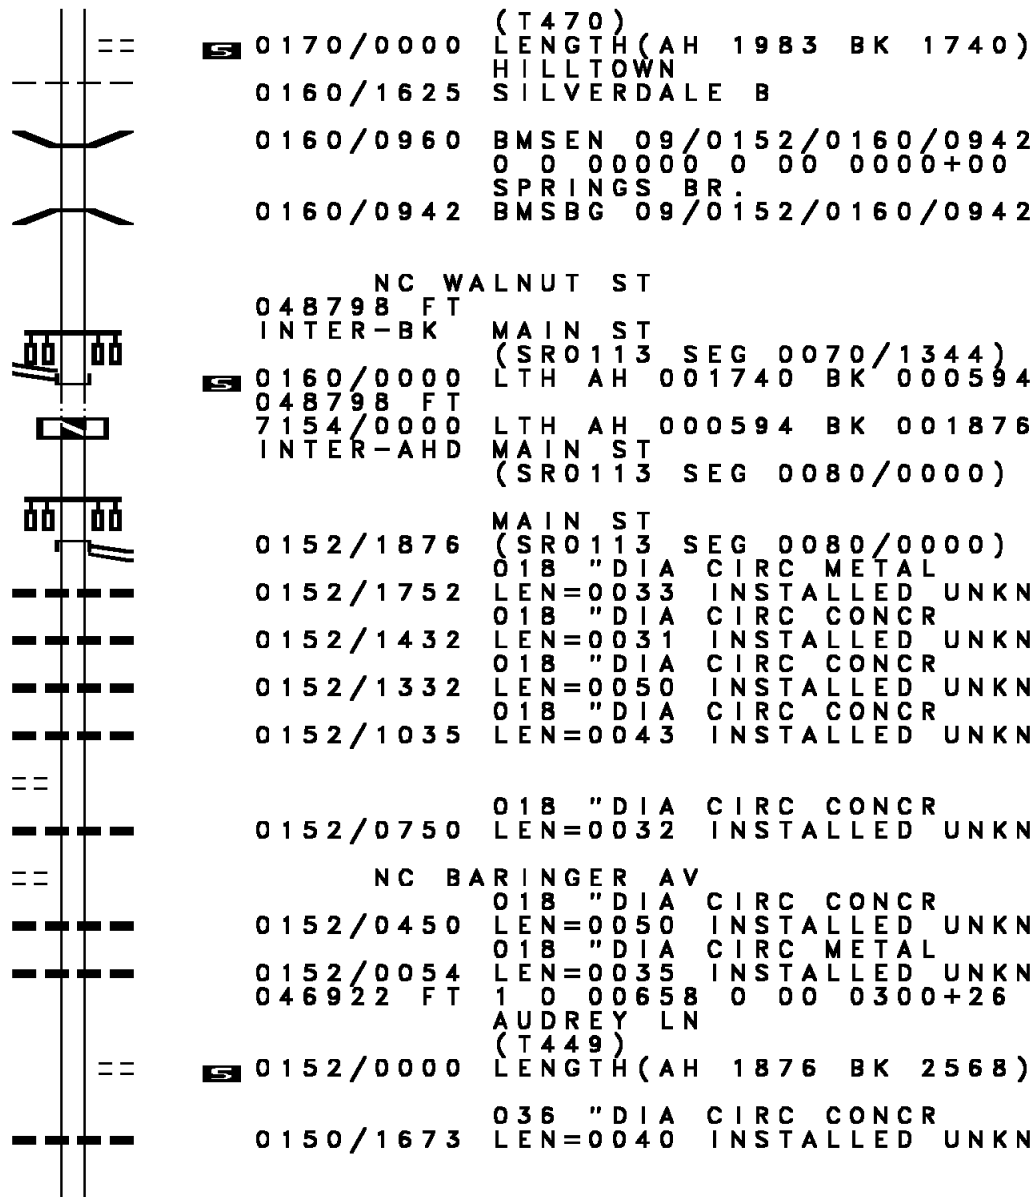 (T470)
S 0170/0000 LENGTH(AH 1983 BK 1740)
HILLTOWN
0160/1625 SILVERDALE B
0160/0960 BMSEN 09/0152/0160/0942
0 0 00000 0 00 0000+00
SPRINGS BR.
0160/0942 BMSBG 09/0152/0160/0942
NC WALNUT ST
048798 FT
INTER-BK MAIN ST
(SR0113 SEG 0070/1344)
S 0160/0000 LTH AH 001740 BK 000594
048798 FT
7154/0000 LTH AH 000594 BK 001876
INTER-AHD MAIN ST
(SR0113 SEG 0080/0000)
MAIN ST
0152/1876 (SR0113 SEG 0080/0000)
018 "DIA CIRC METAL
0152/1752 LEN=0033 INSTALLED UNKN
018 "DIA CIRC CONCR
0152/1432 LEN=0031 INSTALLED UNKN
018 "DIA CIRC CONCR
0152/1332 LEN=0050 INSTALLED UNKN
018 "DIA CIRC CONCR
0152/1035 LEN=0043 INSTALLED UNKN
018 "DIA CIRC CONCR
0152/0750 LEN=0032 INSTALLED UNKN
NC BARINGER AV
018 "DIA CIRC CONCR
0152/0450 LEN=0050 INSTALLED UNKN
018 "DIA CIRC METAL
0152/0054 LEN=0035 INSTALLED UNKN
046922 FT 1 0 00658 0 00 0300+26
AUDREY LN
(T449)
S 0152/0000 LENGTH(AH 1876 BK 2568)
036 "DIA CIRC CONCR
0150/1673 LEN=0040 INSTALLED UNKN